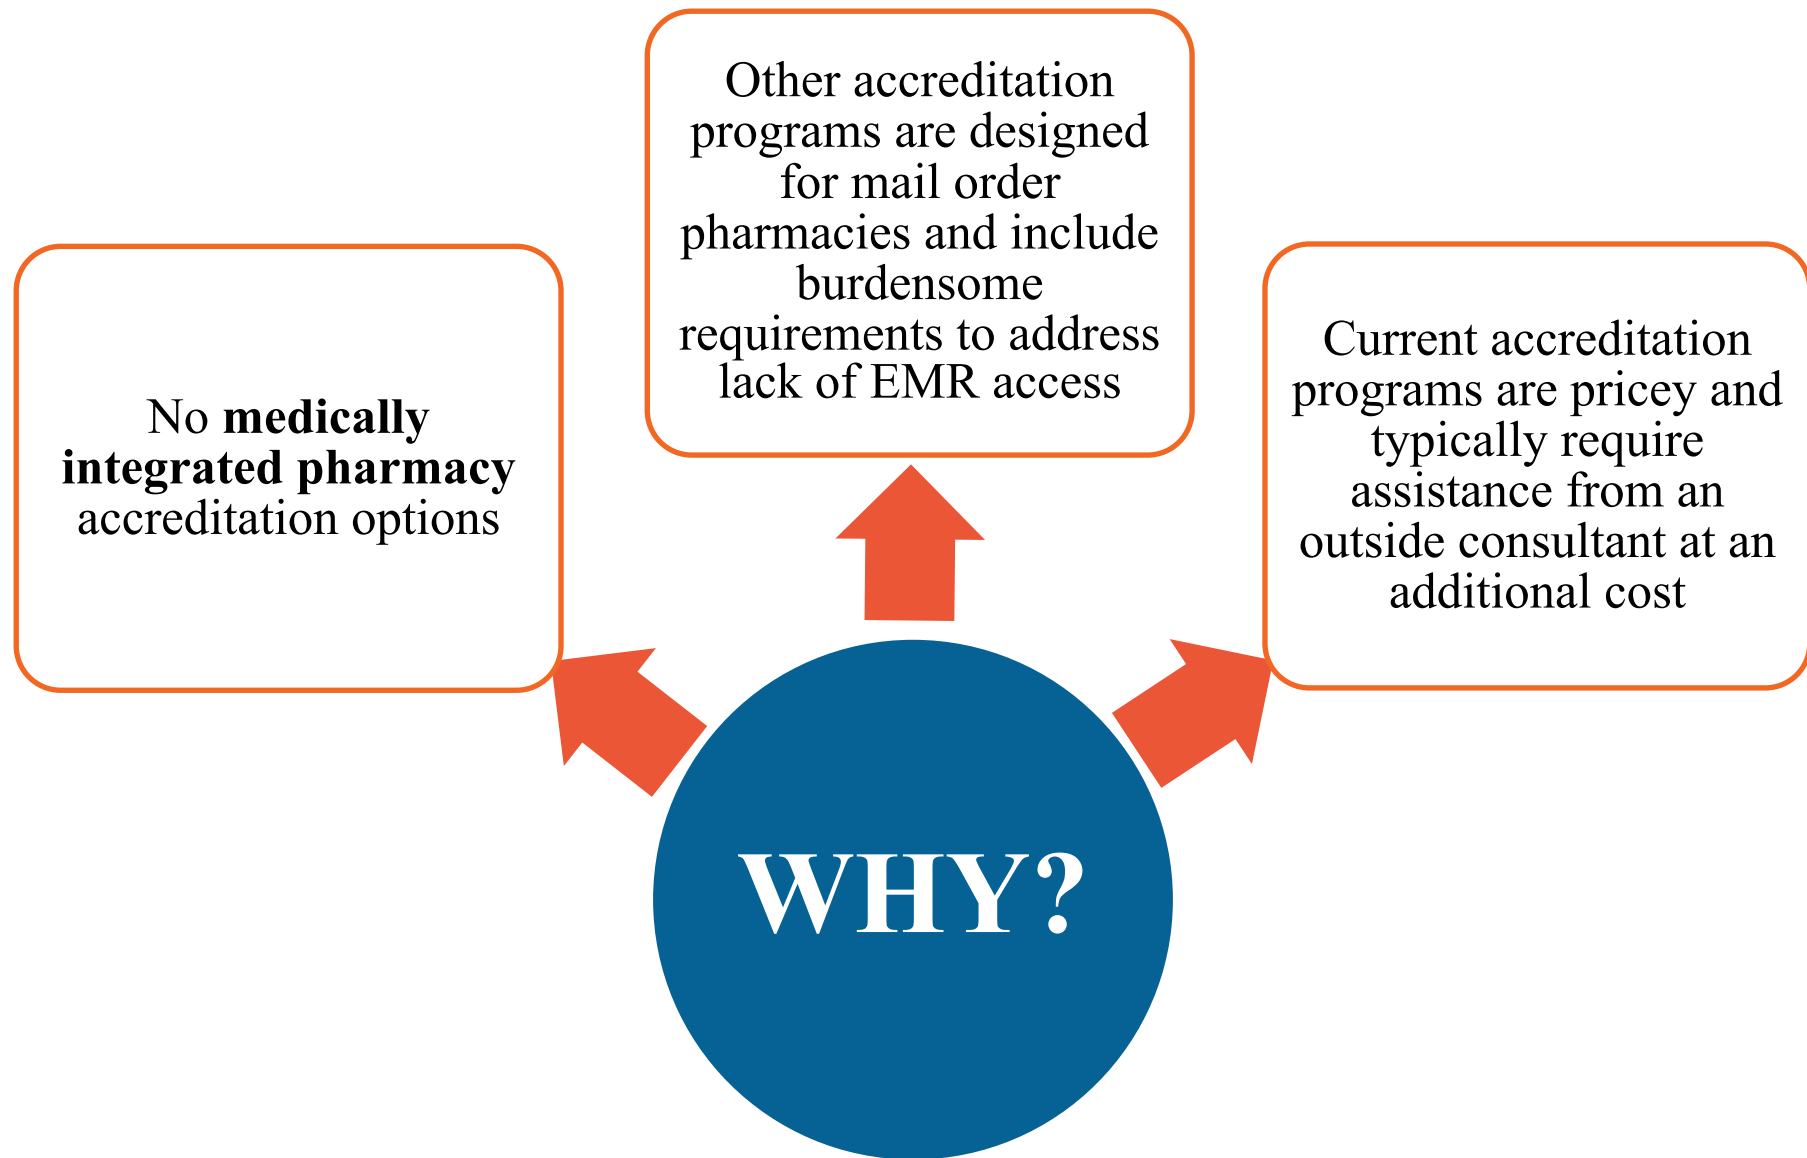 No medically
integrated pharmacy
accreditation options
Other accreditation
programs are designed
for mail order
pharmacies and include
burdensome
requirements to address
lack of EMR access
Current accreditation
programs are pricey and
typically require
assistance from an
outside consultant at an
additional cost
WHY?